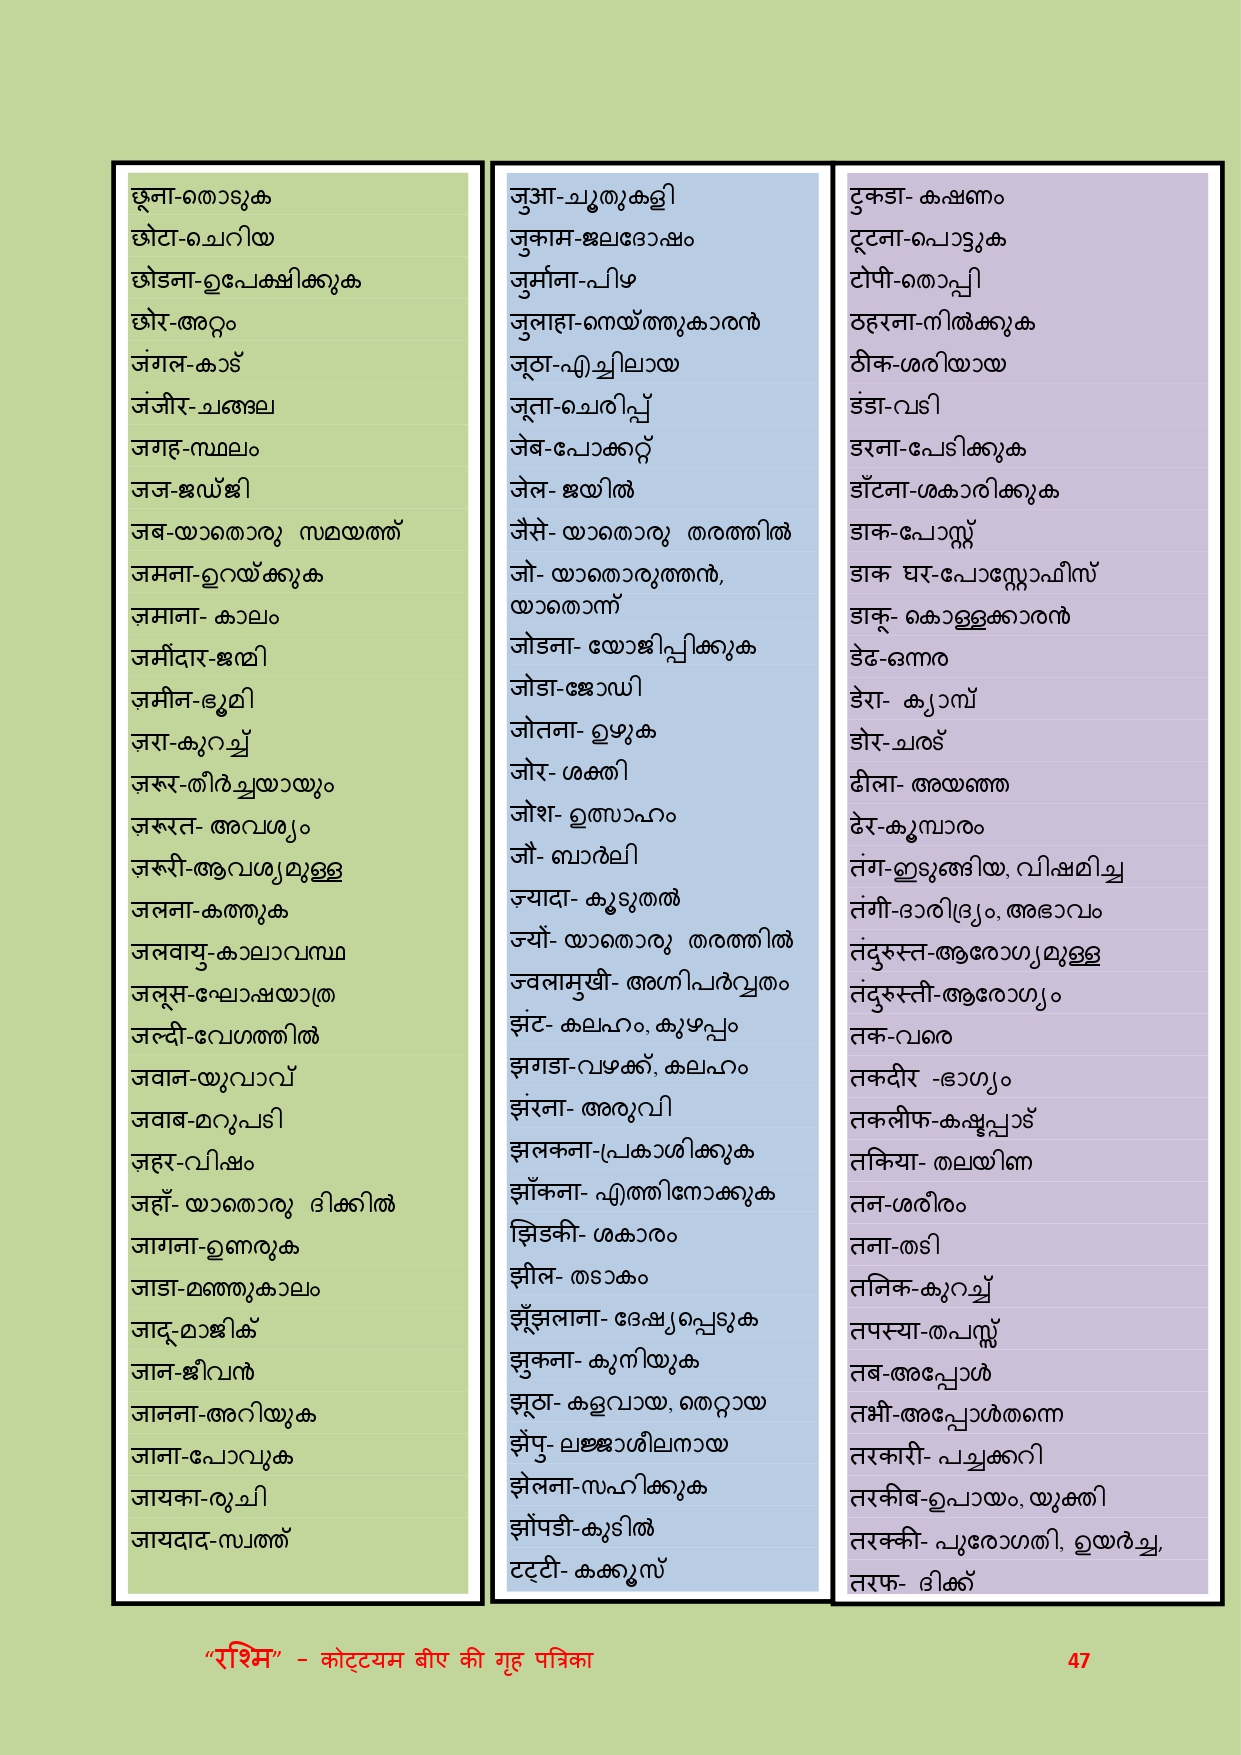 छूना-തൊടുക
छोटा-ചെറിയ
छोडना-ഉപേക്ഷിക്കുക
छोर-അറ്റം
जंगल-കാട്
जंजीर-ചങ്ങല
जगह-സ്ഥലം
जज-ജഡ്ജി
जब-യാതൊരു സമയത്ത്
जमना-ഉറയ്ക്കുക
ज़माना- കാലം
जमींदार-ജന്മി
ज़मीन-ഭൂമി
ज़रा-കുറച്ച്
ज़रूर-തീർച്ചയായും
ज़रूरत- അവശ്യം
ज़रूरी-ആവശ്യമുള്ള
जलना-കത്തുക
जलवायु-കാലാവസ്ഥ
जलूस-ഘോഷയാത്ര
जल्दी-വേഗത്തിൽ
जवान-യുവാവ്
जवाब-മറുപടി
ज़हर-വിഷം
जहाँ- യാതൊരു ദിക്കിൽ
जागना-ഉണരുക
जाडा-മഞ്ഞുകാലം
जादू-മാജിക്
जान-ജീവൻ
जानना-അറിയുക
जाना-പോവുക
जायका-രുചി
जायदाद-സ്വത്ത്
जुआ-ചൂതുകളി
जुकाम-ജലദോഷം
जुर्माना-പിഴ
जुलाहा-നെയ്ത്തുകാരൻ
जूठा-എച്ചിലായ
जूता-ചെരിപ്പ്
जेब-പോക്കറ്റ്
जेल- ജയിൽ
जैसे- യാതൊരു തരത്തിൽ
जो- യാതൊരുത്തൻ,
യാതൊന്ന്
जोडना- യോജിപ്പിക്കുക
जोडा-ജോഡി
जोतना- ഉഴുക
जोर- ശക്തി
जोश- ഉത്സാഹം
जौ- ബാർലി
ज़्यादा- കൂടുതൽ
ज्यों- യാതൊരു തരത്തിൽ
ज्वलामुखी- അഗ്നിപർവ്വതം
झंट- കലഹം, കുഴപ്പം
झगडा-വഴക്ക്, കലഹം
झंरना- അരുവി
झलकना-പ്രകാശിക്കുക
झाँकना- എത്തിനോക്കുക
झिडकी- ശകാരം
झील- തടാകം
झूँझलाना- ദേഷ്യപ്പെടുക
झुकना- കുനിയുക
झूठा- കളവായ, തെറ്റായ
झेंपु- ലജ്ജാശീലനായ
झेलना-സഹിക്കുക
झोंपडी-കുടിൽ
टट्टी- കക്കൂസ്
टुकडा- കഷണം
टूटना-പൊട്ടുക
टोपी-തൊപ്പി
ठहरना-നിൽക്കുക
ठीक-ശരിയായ
डंडा-വടി
डरना-പേടിക്കുക
डाँटना-ശകാരിക്കുക
डाक-പോസ്റ്റ്
डाक घर-പോസ്റ്റോഫീസ്
डाकू- കൊള്ളക്കാരൻ
डेढ-ഒന്നര
डेरा- ക്യാമ്പ്
डोर-ചരട്
ढीला- അയഞ്ഞ
ढेर-കൂമ്പാരം
तंग-ഇടുങ്ങിയ, വിഷമിച്ച
तंगी-ദാരിദ്ര്യം, അഭാവം
तंदुरुस्त-ആരോഗ്യമുള്ള
तंदुरुस्ती-ആരോഗ്യം
तक-വരെ
तकदीर -ഭാഗ്യം
तकलीफ-കഷ്ടപ്പാട്
तकिया- തലയിണ
तन-ശരീരം
तना-തടി
तनिक-കുറച്ച്
तपस्या-തപസ്സ്
तब-അപ്പോൾ
तभी-അപ്പോൾതന്നെ
तरकारी- പച്ചക്കറി
तरकीब-ഉപായം, യുക്തി
तरक्की- പുരോഗതി, ഉയർച്ച,
तरफ- ദിക്ക്
“रश्मि” – कोट्टयम बीए की गृह पत्रिका 47